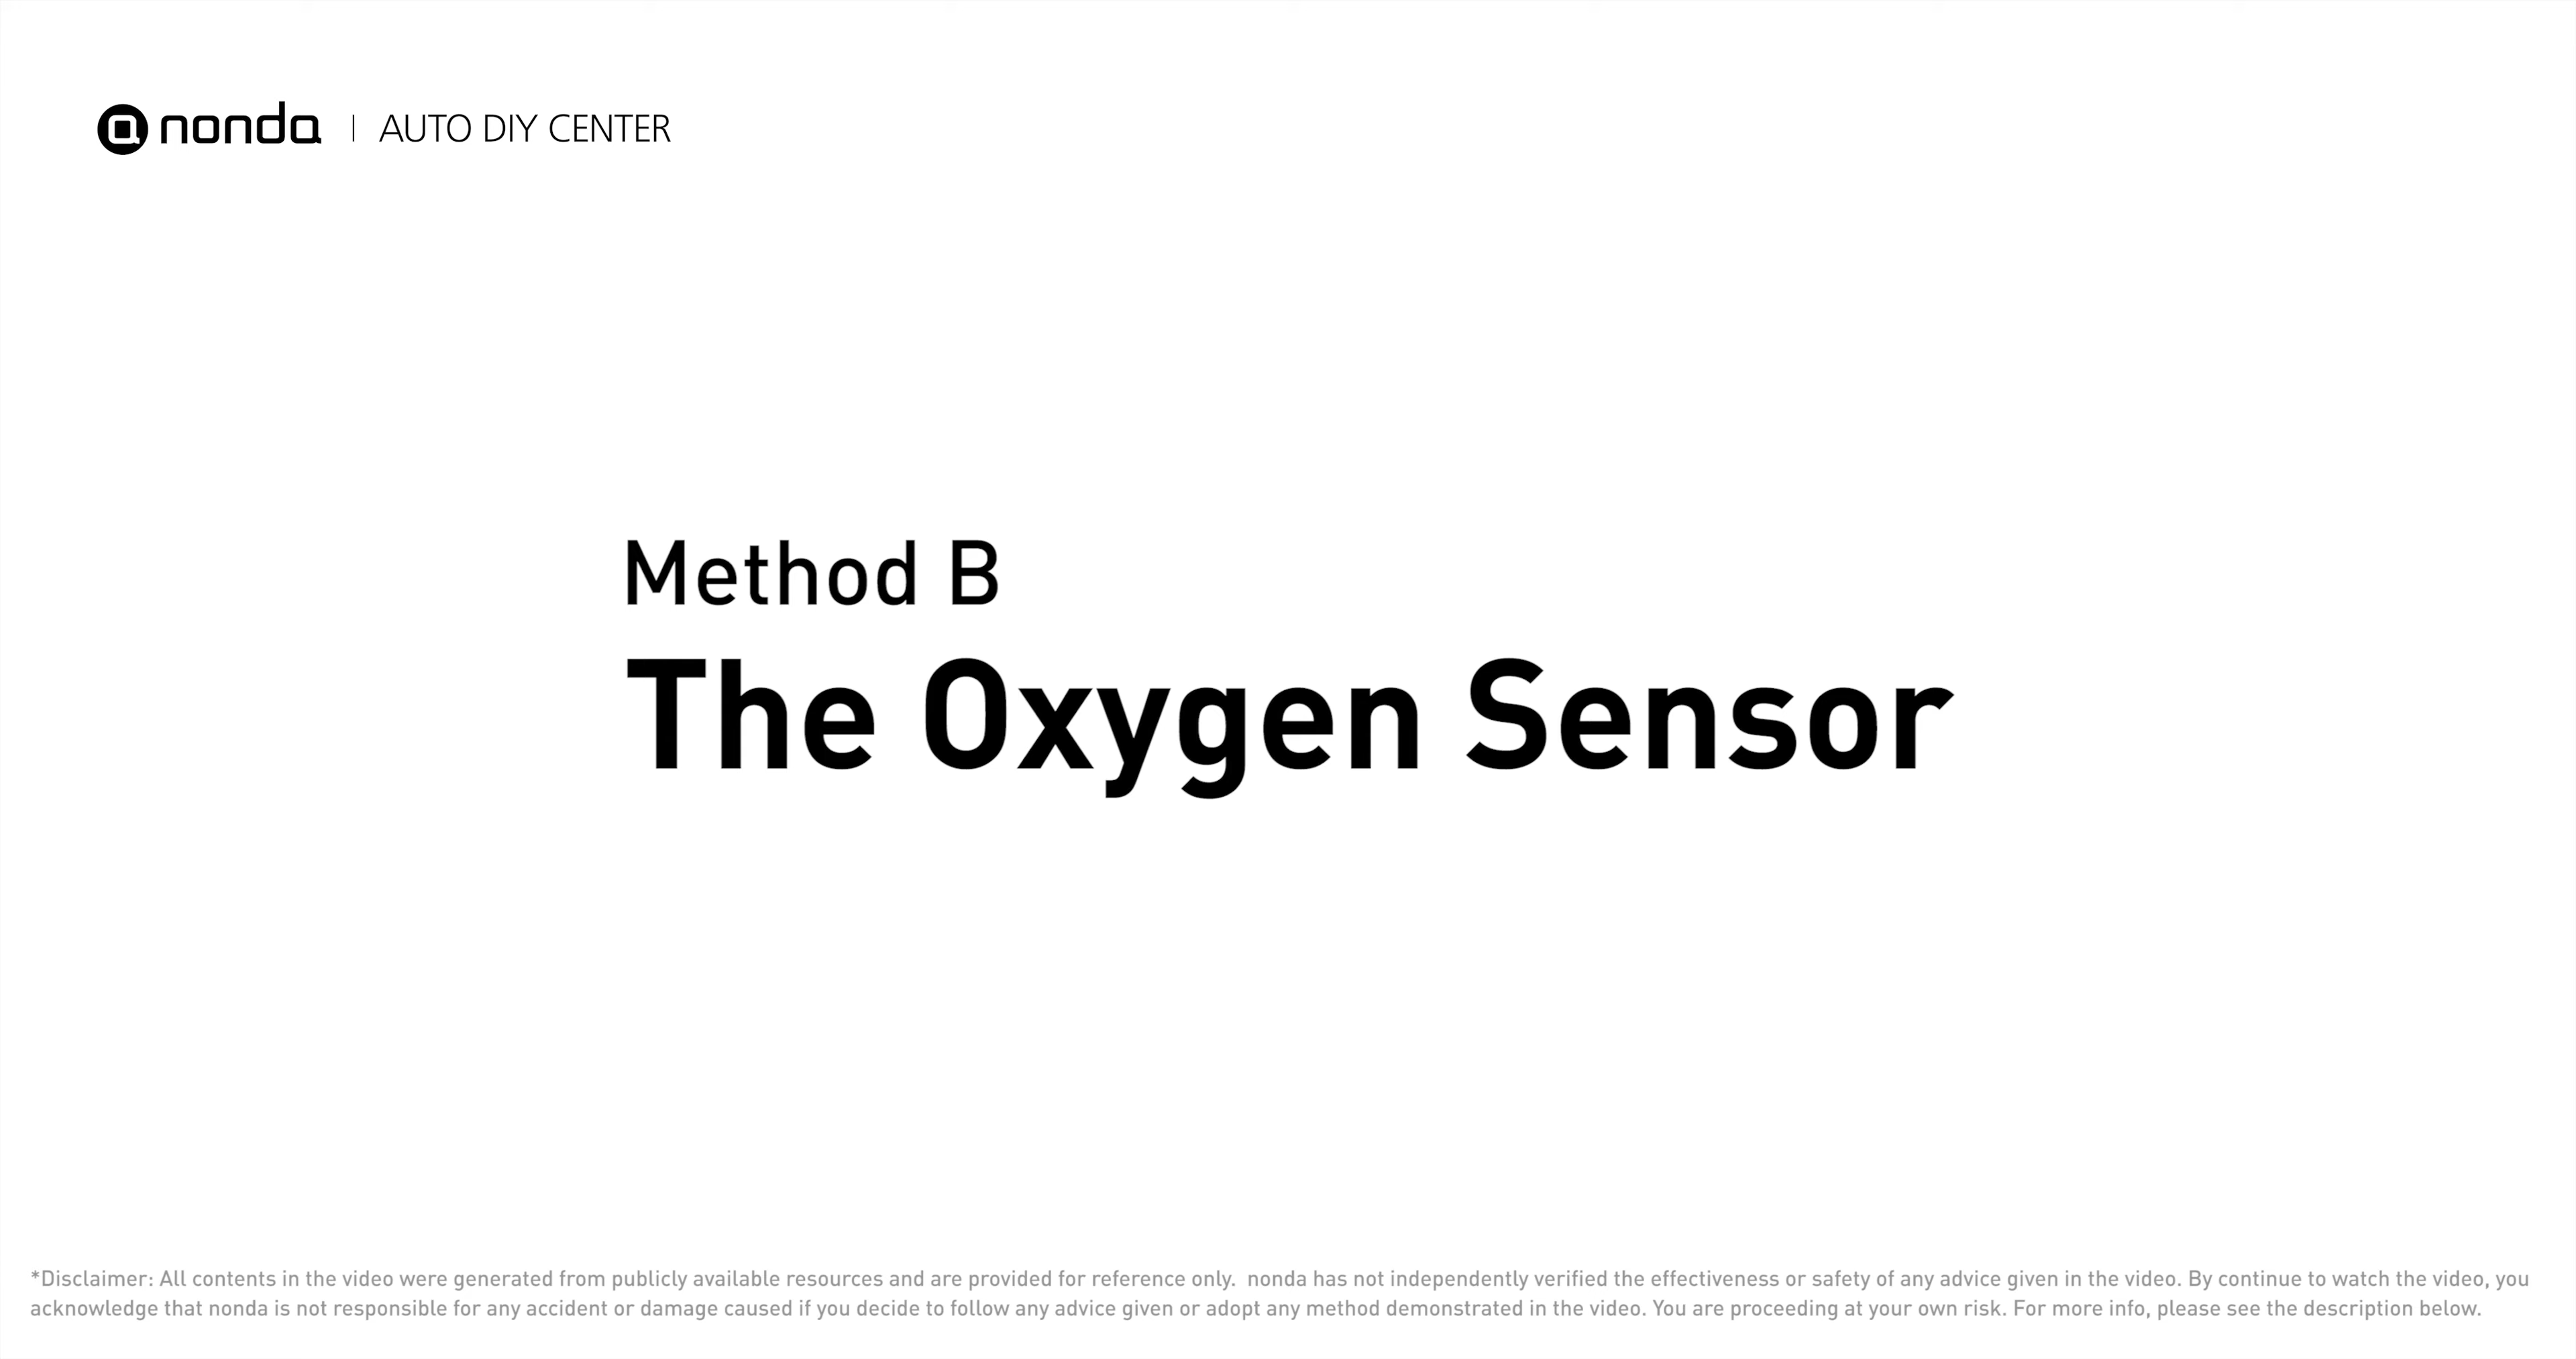 nonda | AUTO DIY CENTER
Method B
The Oxygen Sensor
*Disclaimer: All contents in the video were generated from publicly available resources and are provided for reference only.  nonda has not independently verified the effectiveness or safety of any advice given in the video. By continue to watch the video, you
acknowledge that nonda is not responsible for any accident or damage caused if you decide to follow any advice given or adopt any method demonstrated in the video. You are proceeding at your own risk. For more info, please see the description below.